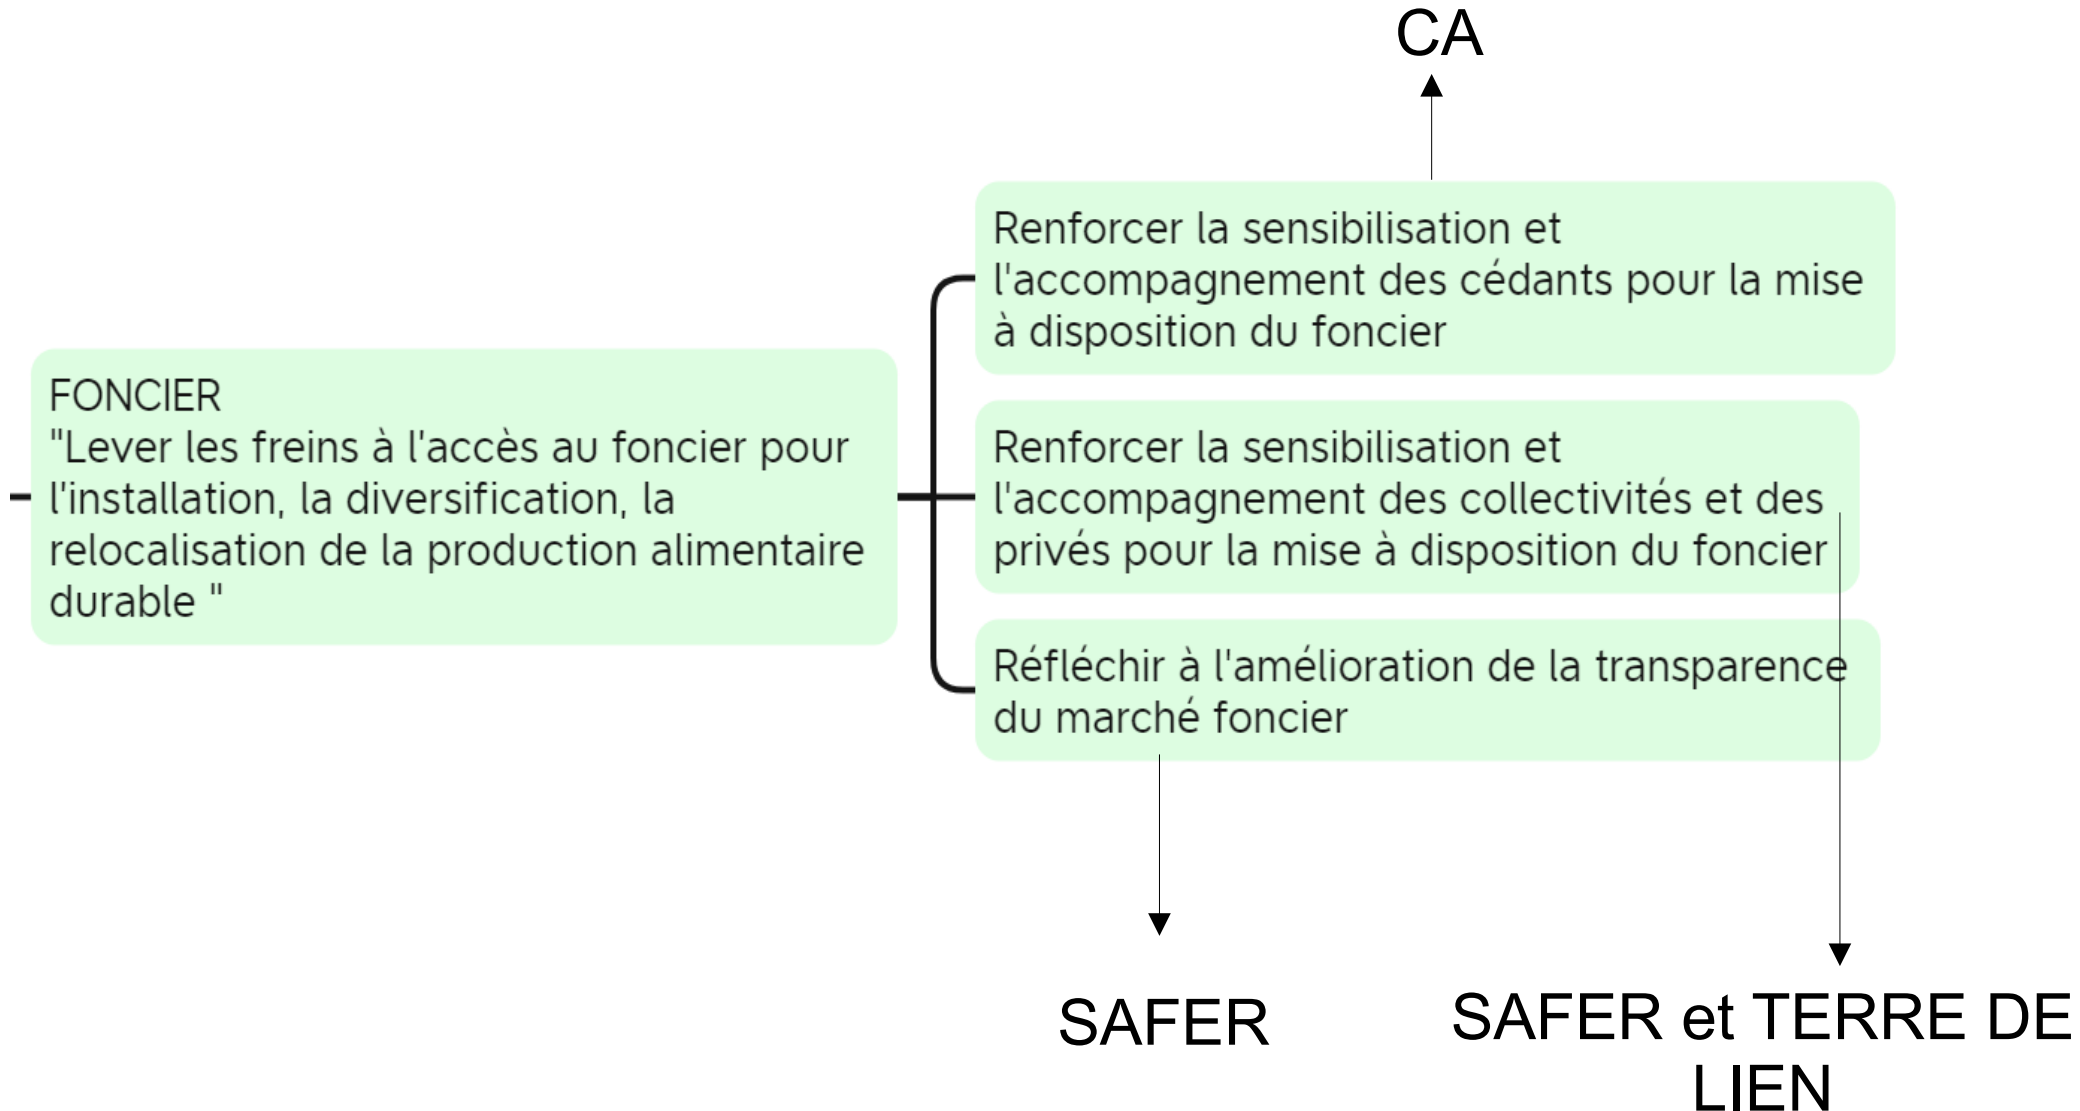 CA
Renforcer la sensibilisation et
l'accompagnement des cédants pour la mise
à disposition du foncier
FONCIER
"Lever les freins à l'accès au foncier pour
l'installation, la diversification, la
relocalisation de la production alimentaire
durable "
Renforcer la sensibilisation et
l'accompagnement des collectivités et des
privés pour la mise à disposition du foncier
Réfléchir à l'amélioration de la transparence
du marché foncier
SAFER
SAFER et TERRE DE
LIEN